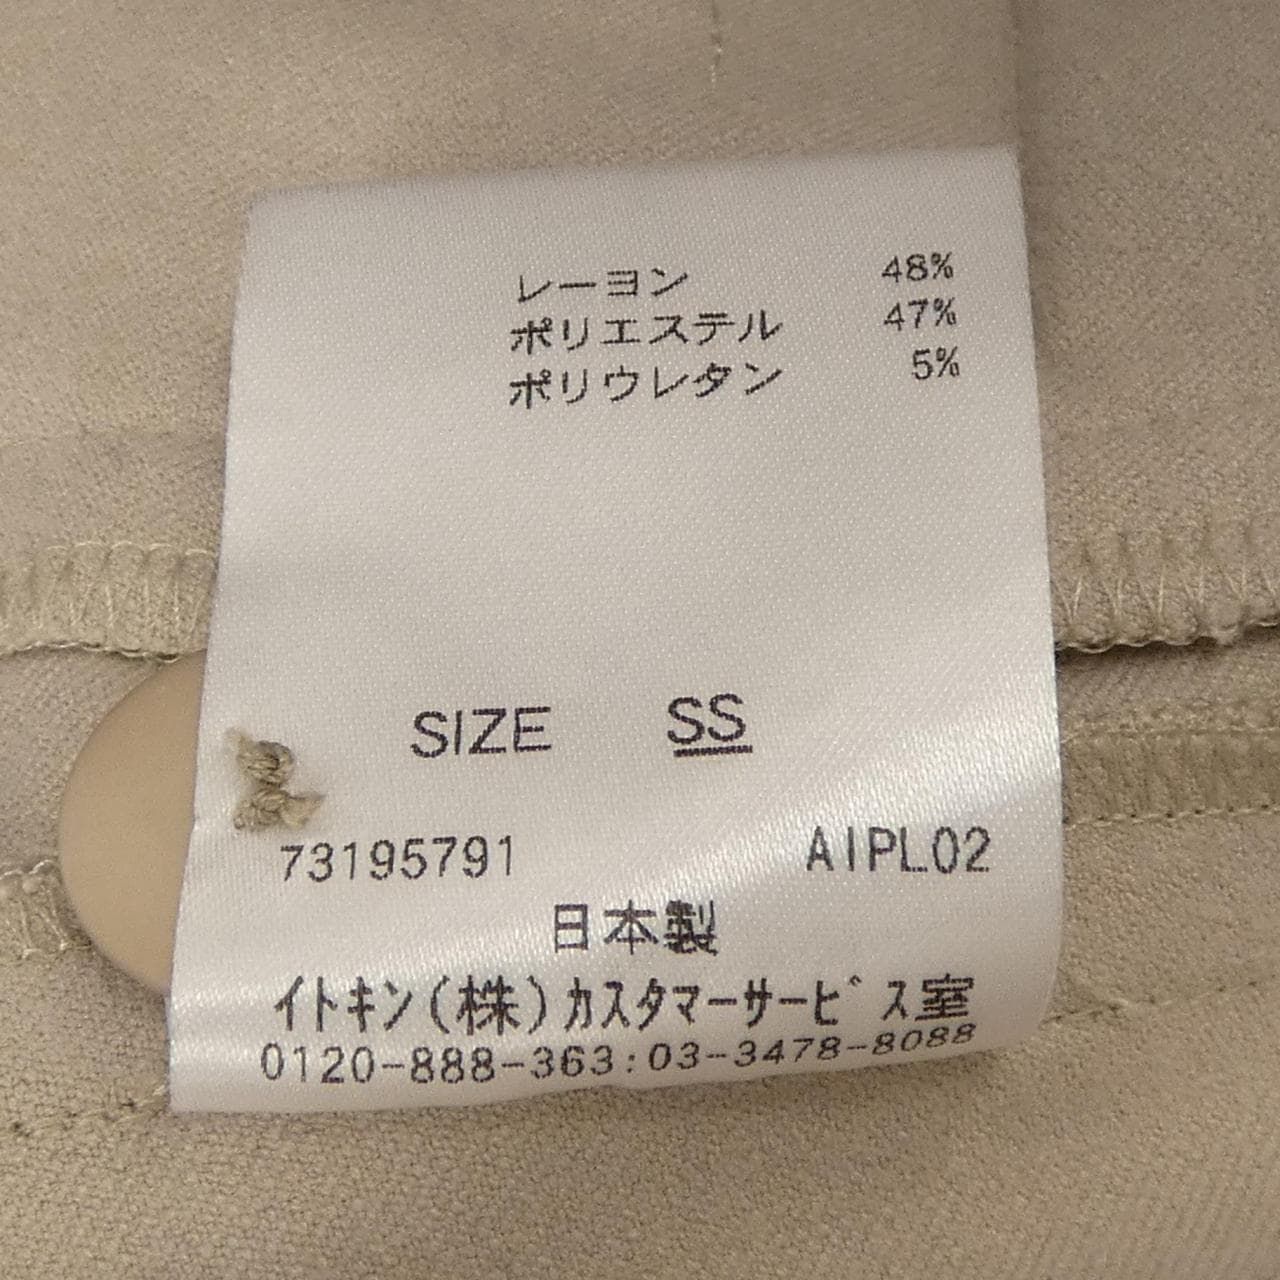 レーヨン 48%
ポリエステル 47%
ポリウレタン 5%
SIZE SS
73195791 AIPL02
日本製
イトキン(株)カスタマーサービス室
0120-888-363:03-3478-8088